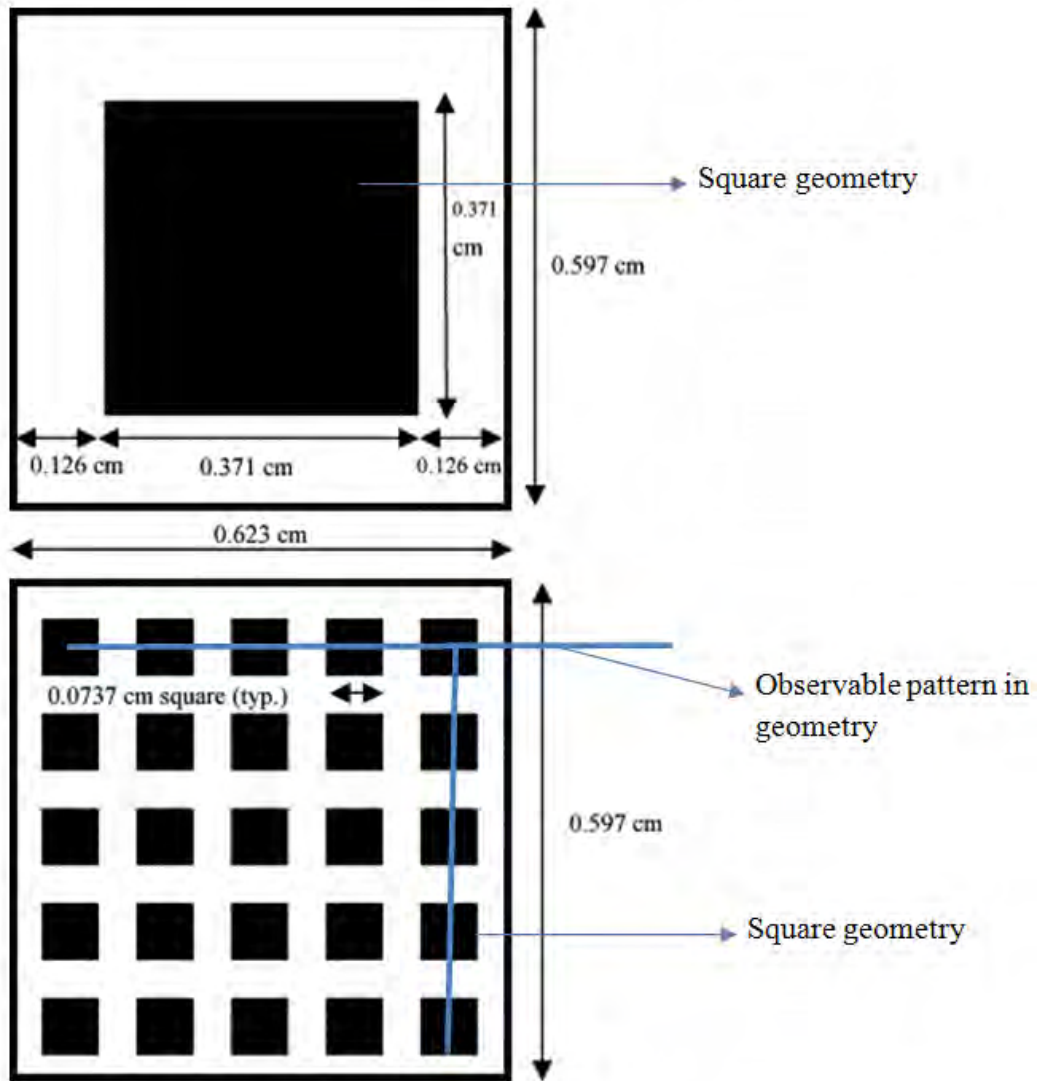 Square geometry
0.371
cm
0.597 cm
0.126 cm
0.371 cm
0.126 cm
0.623 cm
0.0737 cm square (typ.)
Observable pattern in
geometry
0.597 cm
Square geometry